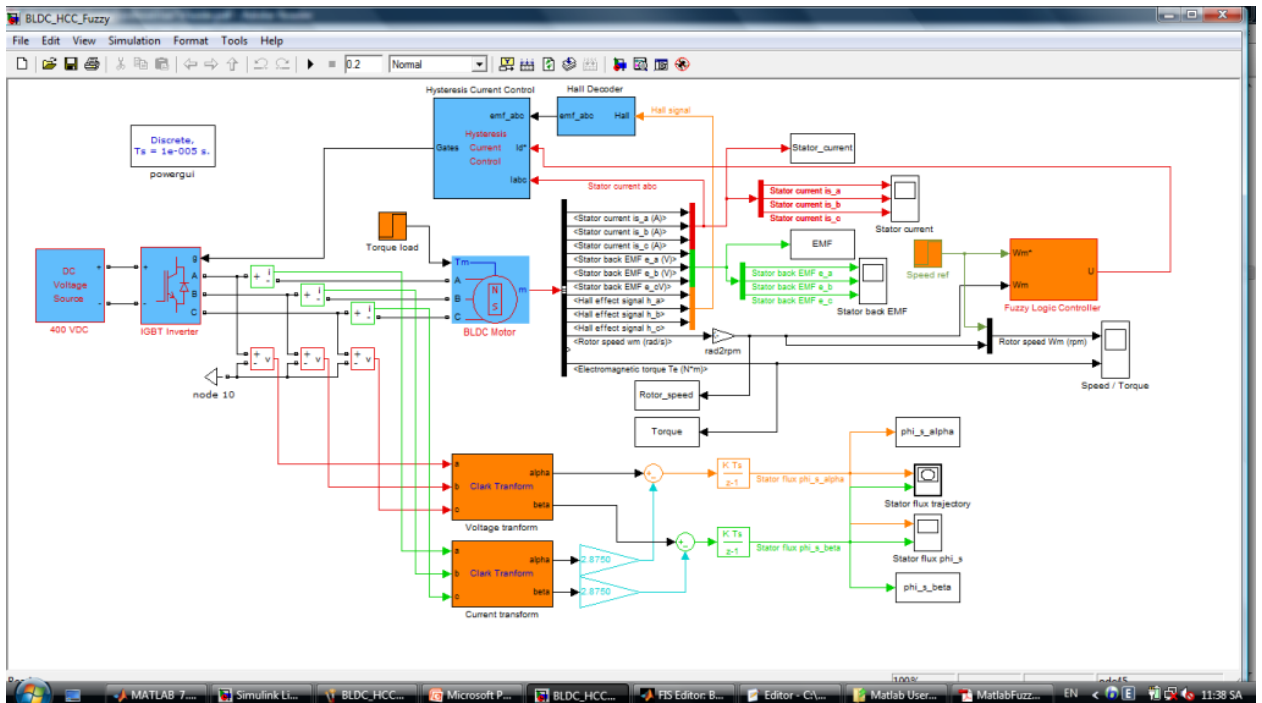 BLDC_HCC_Fuzzy
File Edit View Simulation Format Tools Help
0.2 Normal
Hysteresis Current Control
Hall Decoder
emf_abc
Hysteresis
Current
Control
Gates
Id*
Iabc
emf_abc Hall
Hall signal
Discrete,
Ts = 1e-005 s.
powergui
Stator_current
Stator current abc
Stator current is_a
Stator current is_b
Stator current is_c
Stator current
Torque load
<Stator current is_a (A)>
<Stator current is_b (A)>
<Stator current is_c (A)>
<Stator back EMF e_a (V)>
<Stator back EMF e_b (V)>
<Stator back EMF e_cV)>
<Hall effect signal h_a>
<Hall effect signal h_b>
<Hall effect signal h_c>
<Rotor speed wm (rad/s)>
<Electromagnetic torque Te (N*m)>
EMF
Stator back EMF e_a
Stator back EMF e_b
Stator back EMF e_c
Stator back EMF
Speed ref
Wm*
Wm
U
Fuzzy Logic Controller
DC
Voltage
Source
+
-
400 VDC
+
-
g
A
B
C
IGBT Inverter
+ i
-
+ i
-
+ i
-
Tm
A
B
C
N
S
m
BLDC Motor
rad2rpm
Rotor speed Wm (rpm)
Speed / Torque
+ v
-
+ v
-
+ v
-
node 10
Rotor_speed
Torque
a
b
c
Clark Tranform
alpha
beta
Voltage tranform
K Ts
z-1
Stator flux phi_s_alpha
phi_s_alpha
Stator flux trajectory
a
b
c
Clark Tranform
alpha
beta
Current transform
2.8750
2.8750
K Ts
z-1
Stator flux phi_s_beta
Stator flux phi_s
phi_s_beta
100%
ode45
MATLAB 7....
Simulink Li...
BLDC_HCC...
Microsoft P...
BLDC_HCC...
FIS Editor: B...
Editor - C:\...
Matlab User...
MatlabFuzz...
EN
11:38 SA